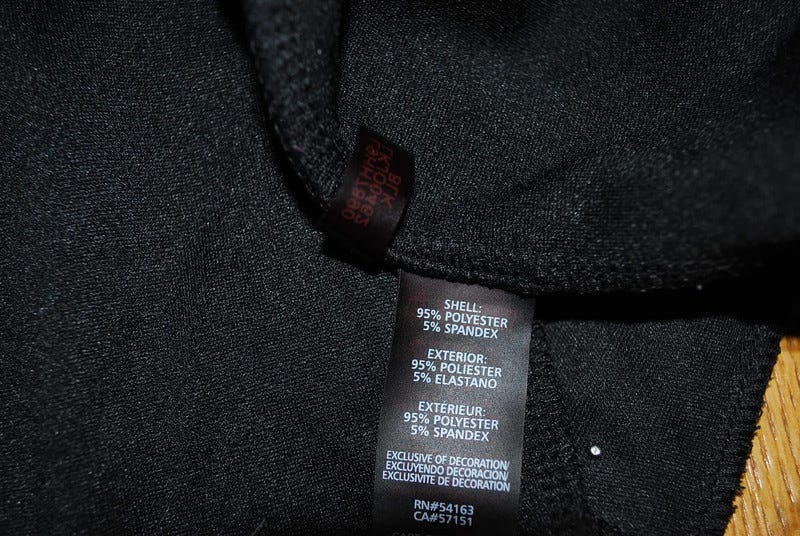 BLK
SHELL:
95% POLYESTER
5% SPANDEX
EXTERIOR:
95% POLIESTER
5% ELASTANO
EXTÉRIEUR:
95% POLYESTER
5% SPANDEX
EXCLUSIVE OF DECORATION/
EXCLUYENDO DECORACION/
EXCLUSIVITE DE DECORATION
RN#54163
CA#57151